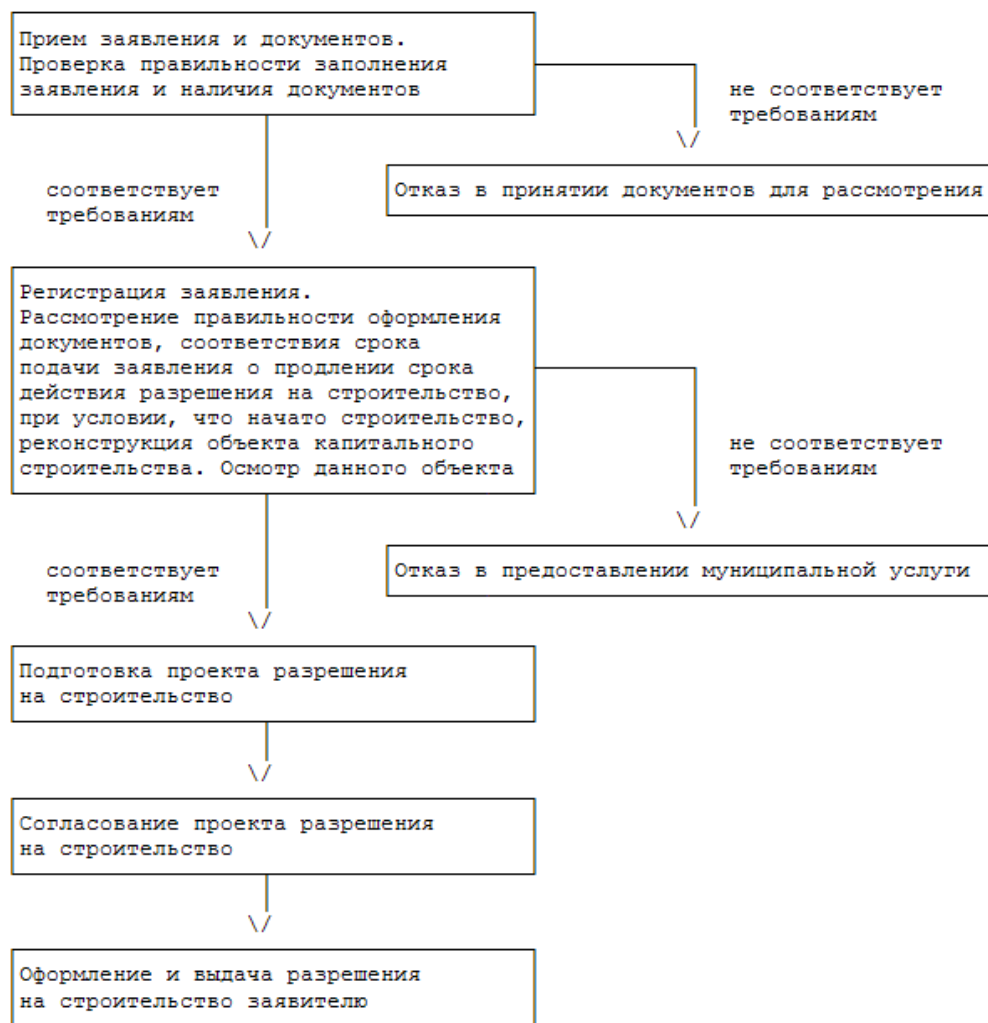 Прием заявления и документов.
Проверка правильности заполнения
заявления и наличия документов
не соответствует
требованиям
соответствует
требованиям
Отказ в принятии документов для рассмотрения
Регистрация заявления.
Рассмотрение правильности оформления
документов, соответствия срока
подачи заявления о продлении срока
действия разрешения на строительство,
при условии, что начато строительство,
реконструкция объекта капитального
строительства. Осмотр данного объекта
не соответствует
требованиям
соответствует
требованиям
Отказ в предоставлении муниципальной услуги
Подготовка проекта разрешения
на строительство
Согласование проекта разрешения
на строительство
Оформление и выдача разрешения
на строительство заявителю